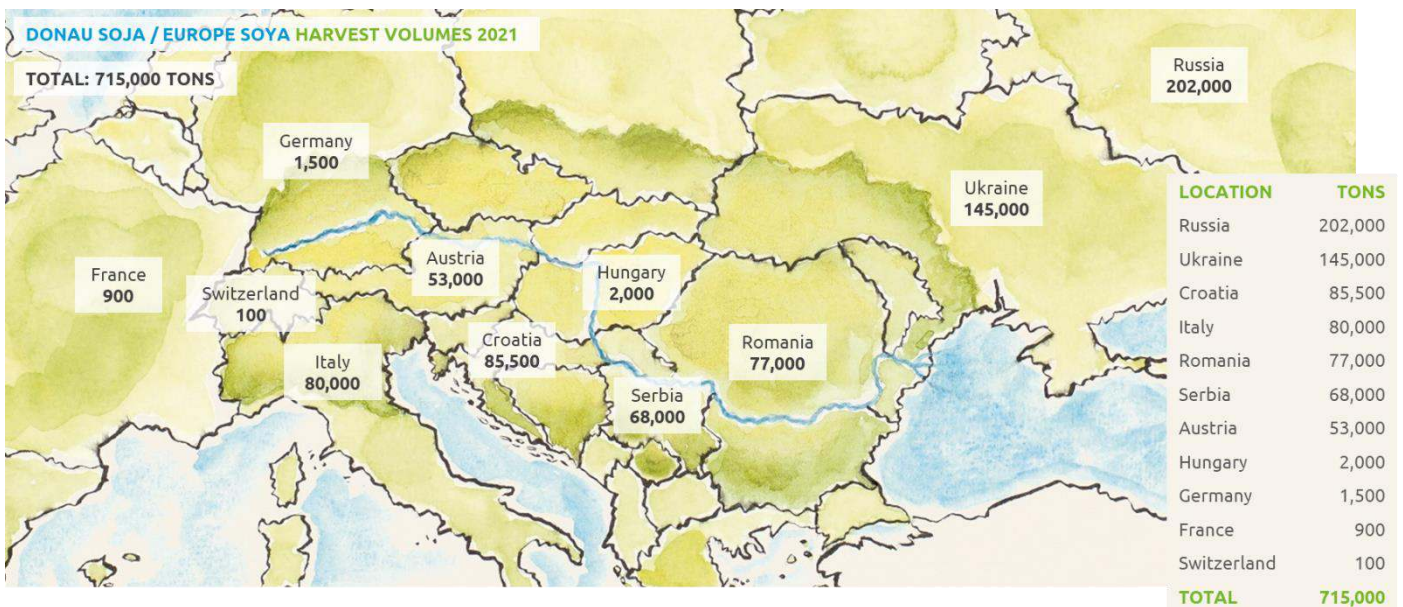 DONAU SOJA / EUROPE SOYA HARVEST VOLUMES 2021
TOTAL: 715,000 TONS
Russia
202,000
Germany
1,500
Ukraine
145,000
France
900
Switzerland
100
Austria
53,000
Hungary
2,000
Italy
80,000
Croatia
85,500
Romania
77,000
Serbia
68,000
LOCATION TONS
Russia 202,000
Ukraine 145,000
Croatia 85,500
Italy 80,000
Romania 77,000
Serbia 68,000
Austria 53,000
Hungary 2,000
Germany 1,500
France 900
Switzerland 100
TOTAL 715,000